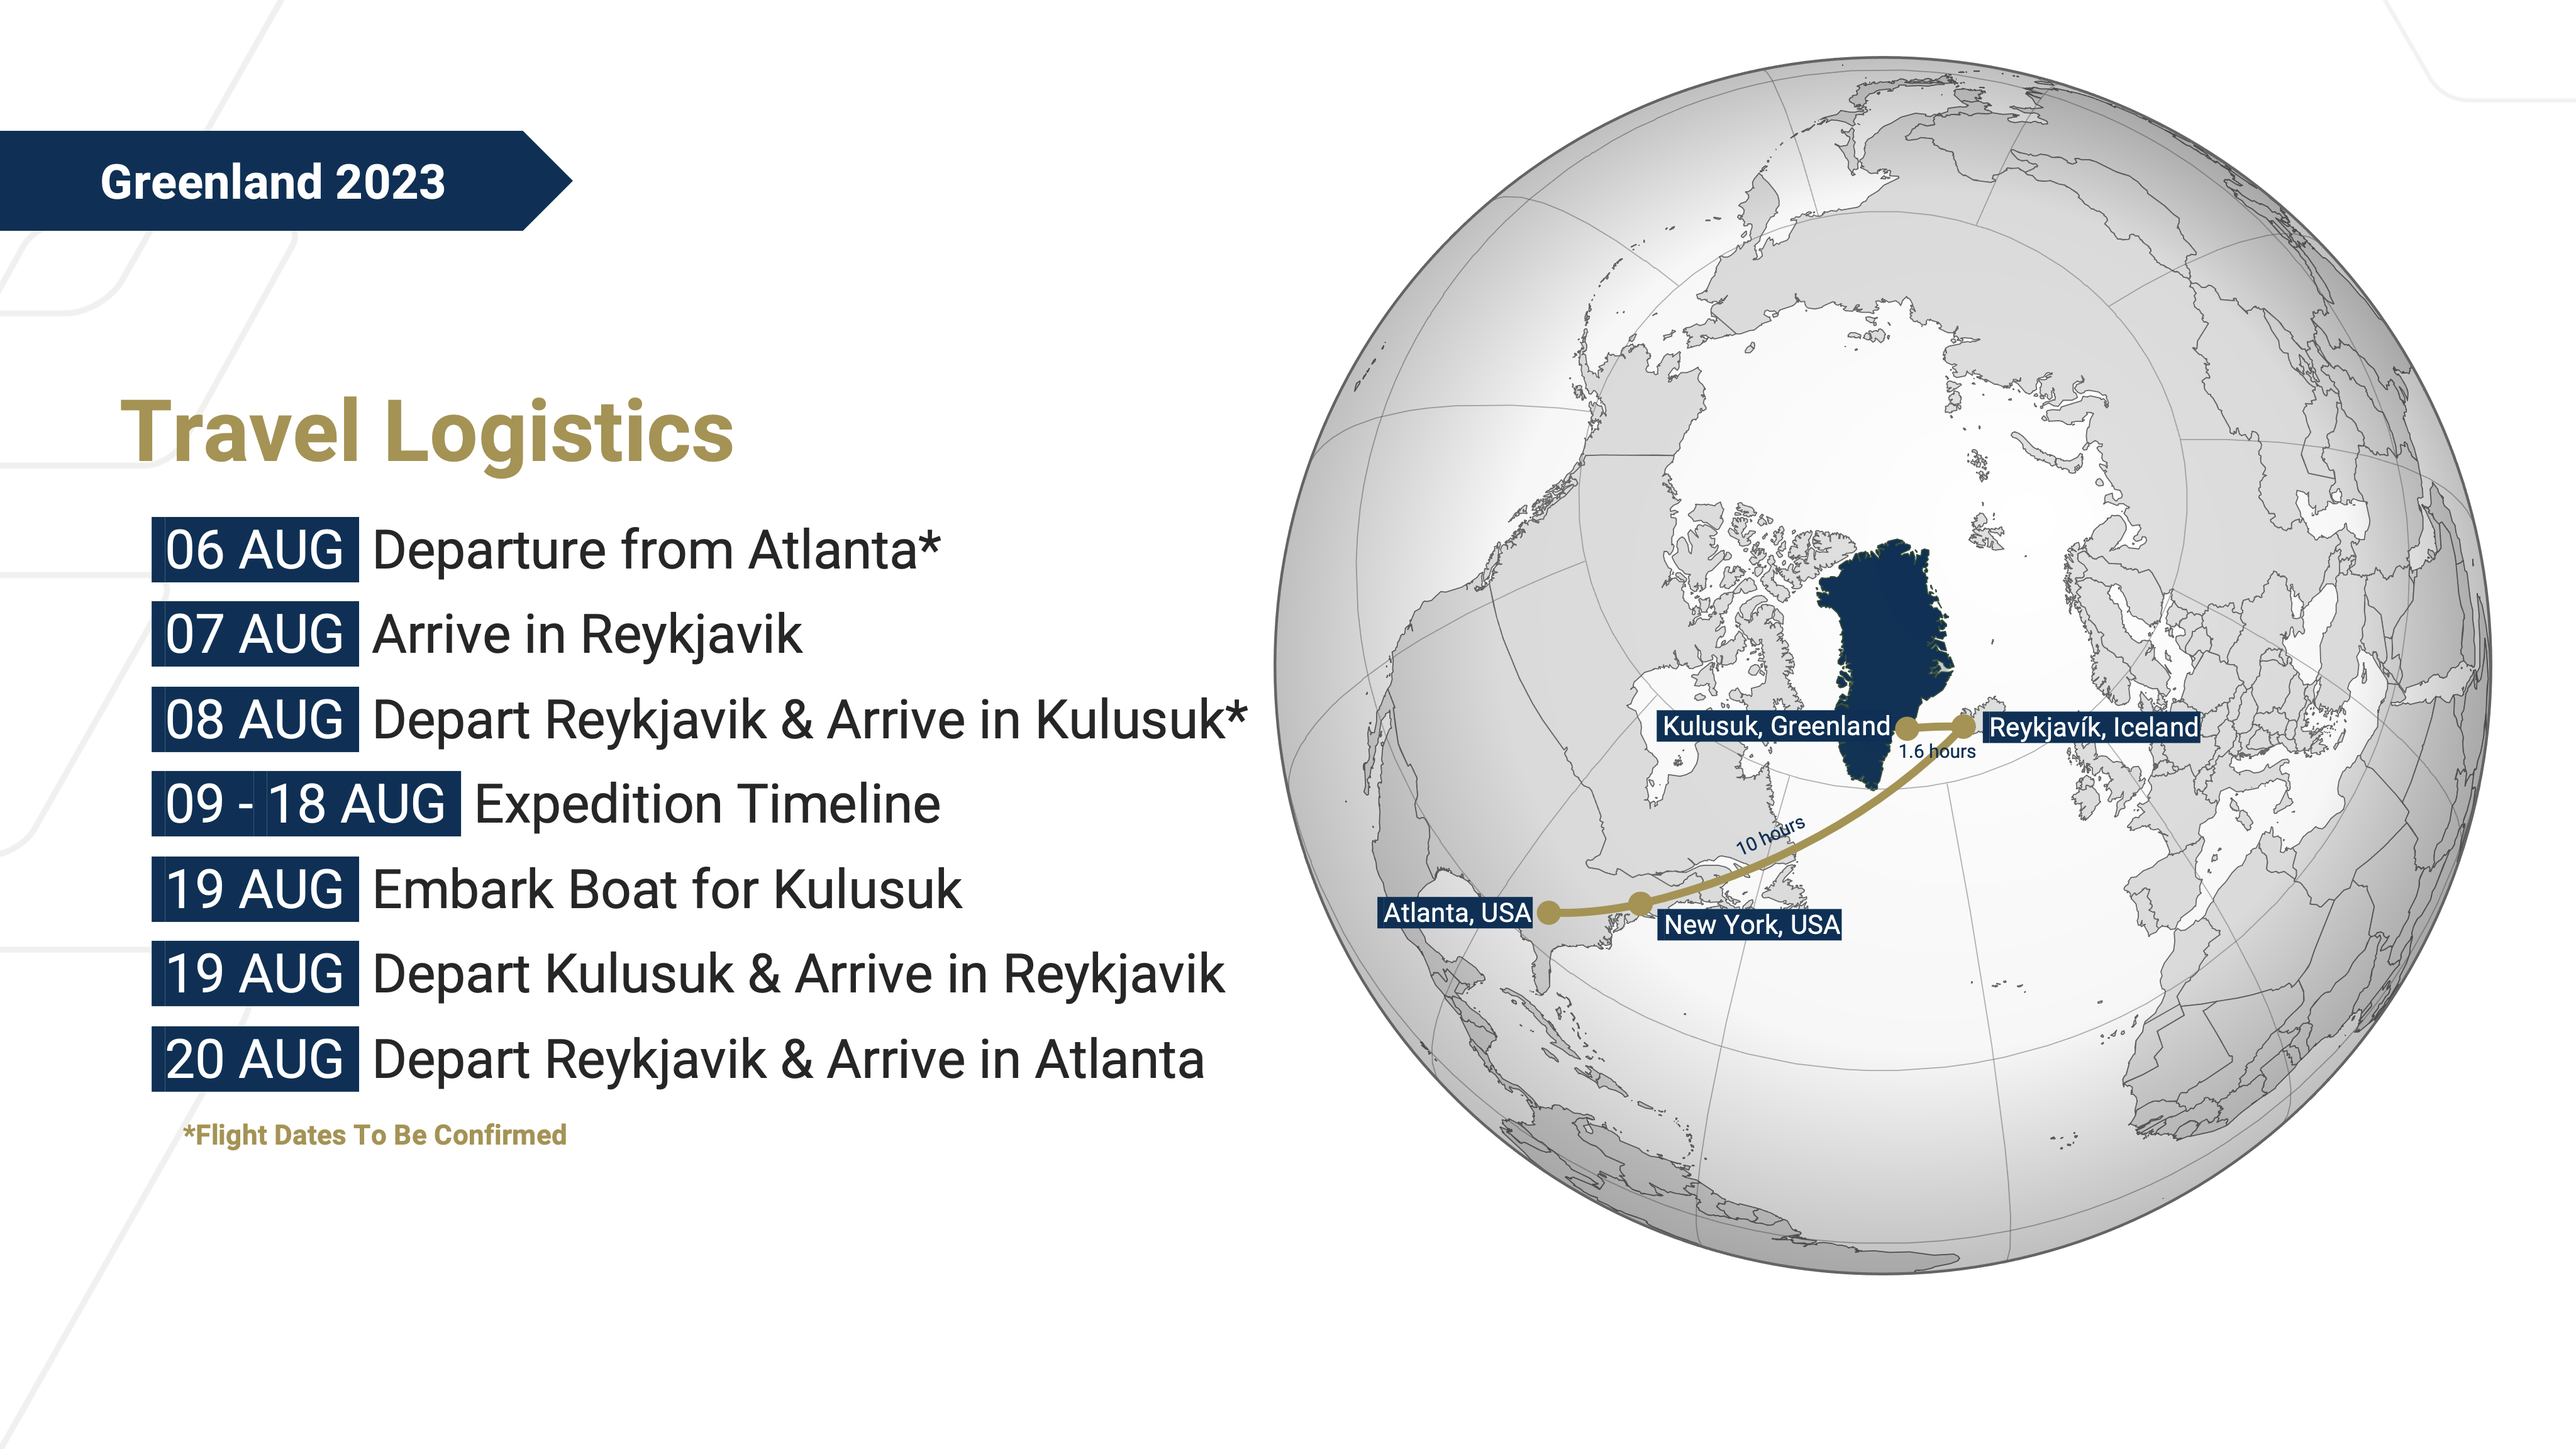 Greenland 2023
Travel Logistics
06 AUG Departure from Atlanta*
07 AUG Arrive in Reykjavik
08 AUG Depart Reykjavik & Arrive in Kulusuk*
09 - 18 AUG Expedition Timeline
19 AUG Embark Boat for Kulusuk
19 AUG Depart Kulusuk & Arrive in Reykjavik
20 AUG Depart Reykjavik & Arrive in Atlanta
*Flight Dates To Be Confirmed
Kulusuk, Greenland
Reykjavík, Iceland
1.6 hours
10 hours
Atlanta, USA
New York, USA